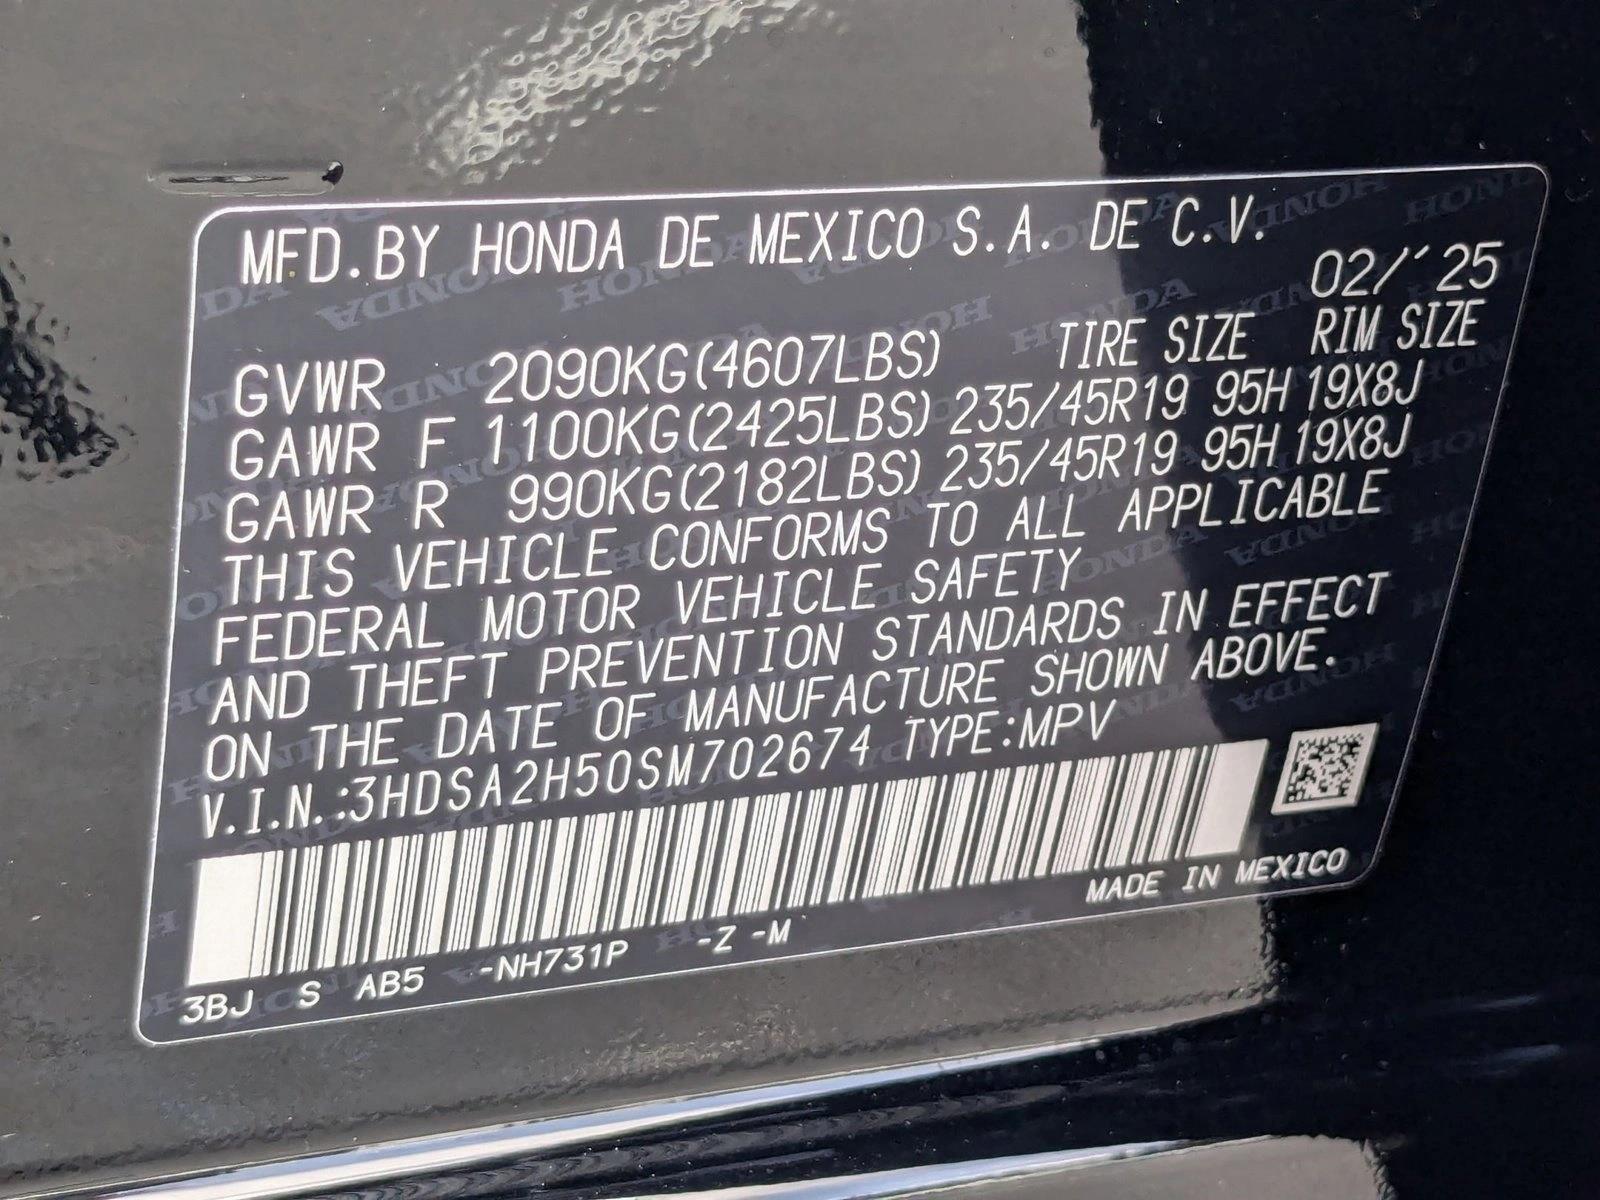 MFD.BY HONDA DE MEXICO S.A. DE C.V.
02/'25
TIRE SIZE RIM SIZE
GVWR 2090KG(4607LBS)
GAWR F 1100KG(2425LBS) 235/45R19 95H 19X8J
GAWR R 990KG(2182LBS) 235/45R19 95H 19X8J
THIS VEHICLE CONFORMS TO ALL APPLICABLE
FEDERAL MOTOR VEHICLE SAFETY
AND THEFT PREVENTION STANDARDS IN EFFECT
ON THE DATE OF MANUFACTURE SHOWN ABOVE.
V.I.N.:3HDSA2H50SM702674 TYPE:MPV
MADE IN MEXICO
3BJ S AB5 -NH731P -Z -M